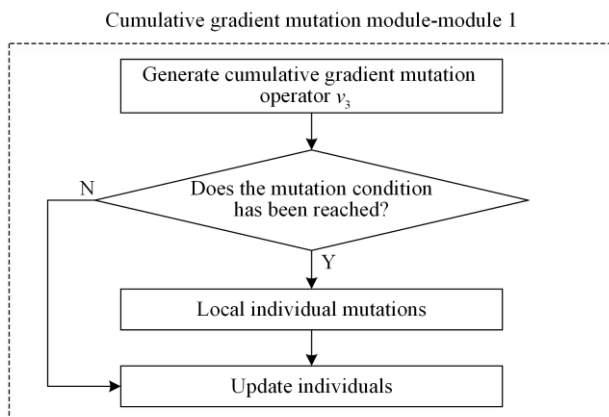 Cumulative gradient mutation module-module 1
Generate cumulative gradient mutation
operator v₃
N
Does the mutation condition
has been reached?
Y
Local individual mutations
Update individuals